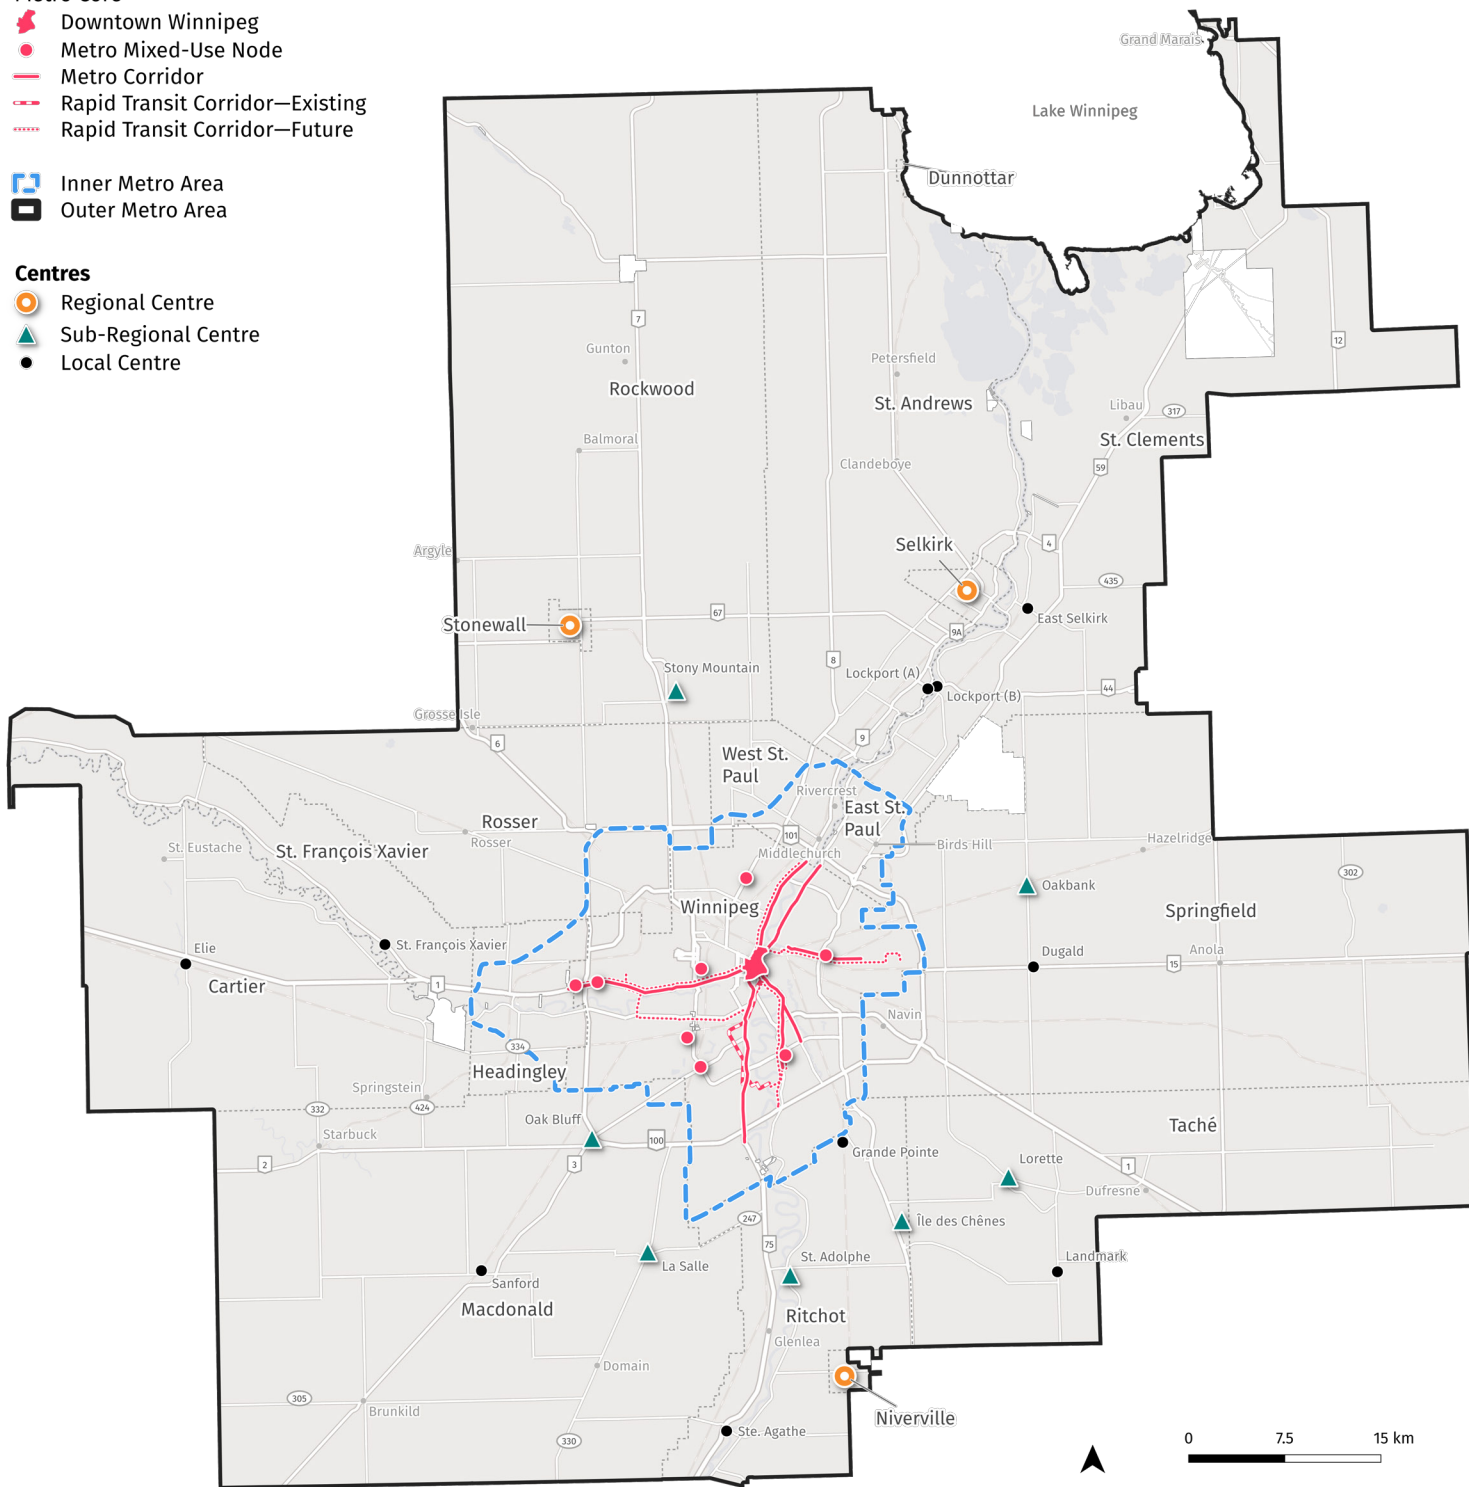 Downtown Winnipeg
Metro Mixed-Use Node
Metro Corridor
Rapid Transit Corridor—Existing
Rapid Transit Corridor—Future
Inner Metro Area
Outer Metro Area
Centres
Regional Centre
Sub-Regional Centre
Local Centre
Grand Marais
Lake Winnipeg
Dunnottar
7
12
Gunton
Petersfield
Rockwood
St. Andrews
Libau
317
Balmoral
St. Clements
Clandeboye
59
Argyle
Selkirk
4
435
Stonewall
67
East Selkirk
9A
8
Stony Mountain
Lockport (A)
44
Lockport (B)
Grosse Isle
6
9
West St.
Paul
Rivercrest
East St.
Paul
Rosser
101
Rosser
St. Eustache
St. François Xavier
Middlechurch
Birds Hill
Hazelridge
302
Oakbank
Winnipeg
Springfield
Elie
St. François Xavier
Dugald
Anola
15
Cartier
1
Navin
334
Headingley
Springstein
332
424
Oak Bluff
Starbuck
100
Taché
2
3
Grande Pointe
Lorette
1
Dufresne
247
Île des Chênes
75
St. Adolphe
Landmark
La Salle
Sanford
Macdonald
Ritchot
Glenlea
Domain
305
Brunkild
Niverville
330
Ste. Agathe
0
7.5
15 km